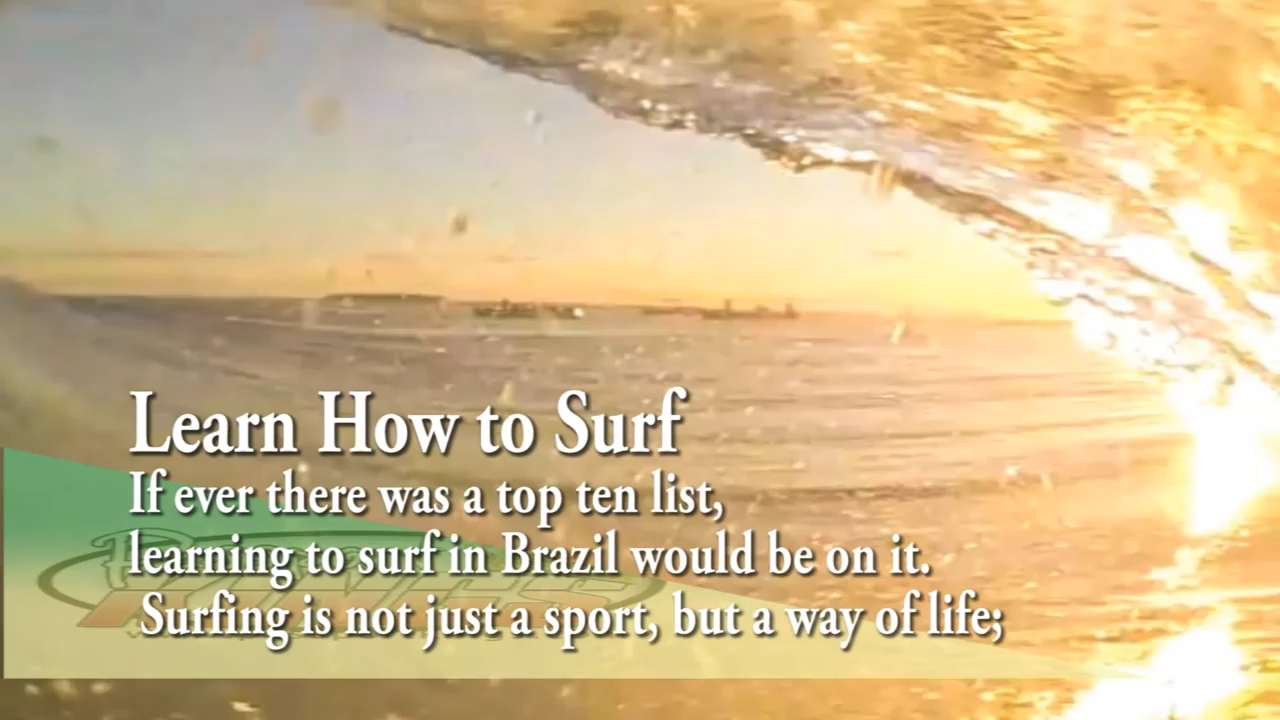 Learn How to Surf
If ever there was a top ten list,
learning to surf in Brazil would be on it.
Surfing is not just a sport, but a way of life;